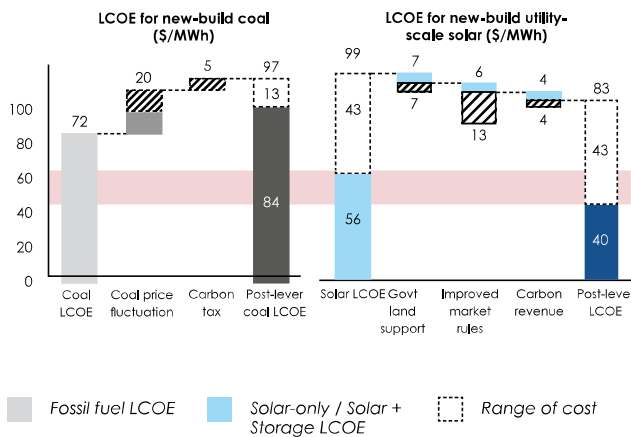 LCOE for new-build coal
($/MWh)
20
5
97
72
13
84
100
80
60
40
20
0
Coal
LCOE
Coal price
fluctuation
Carbon
tax
Post-lever
coal LCOE
LCOE for new-build utility-
scale solar ($/MWh)
99
7
6
4
83
43
7
13
4
43
56
40
Solar LCOE
Govt
land
support
Improved
market
rules
Carbon
revenue
Post-lever
LCOE
Fossil fuel LCOE
Solar-only / Solar +
Storage LCOE
Range of cost